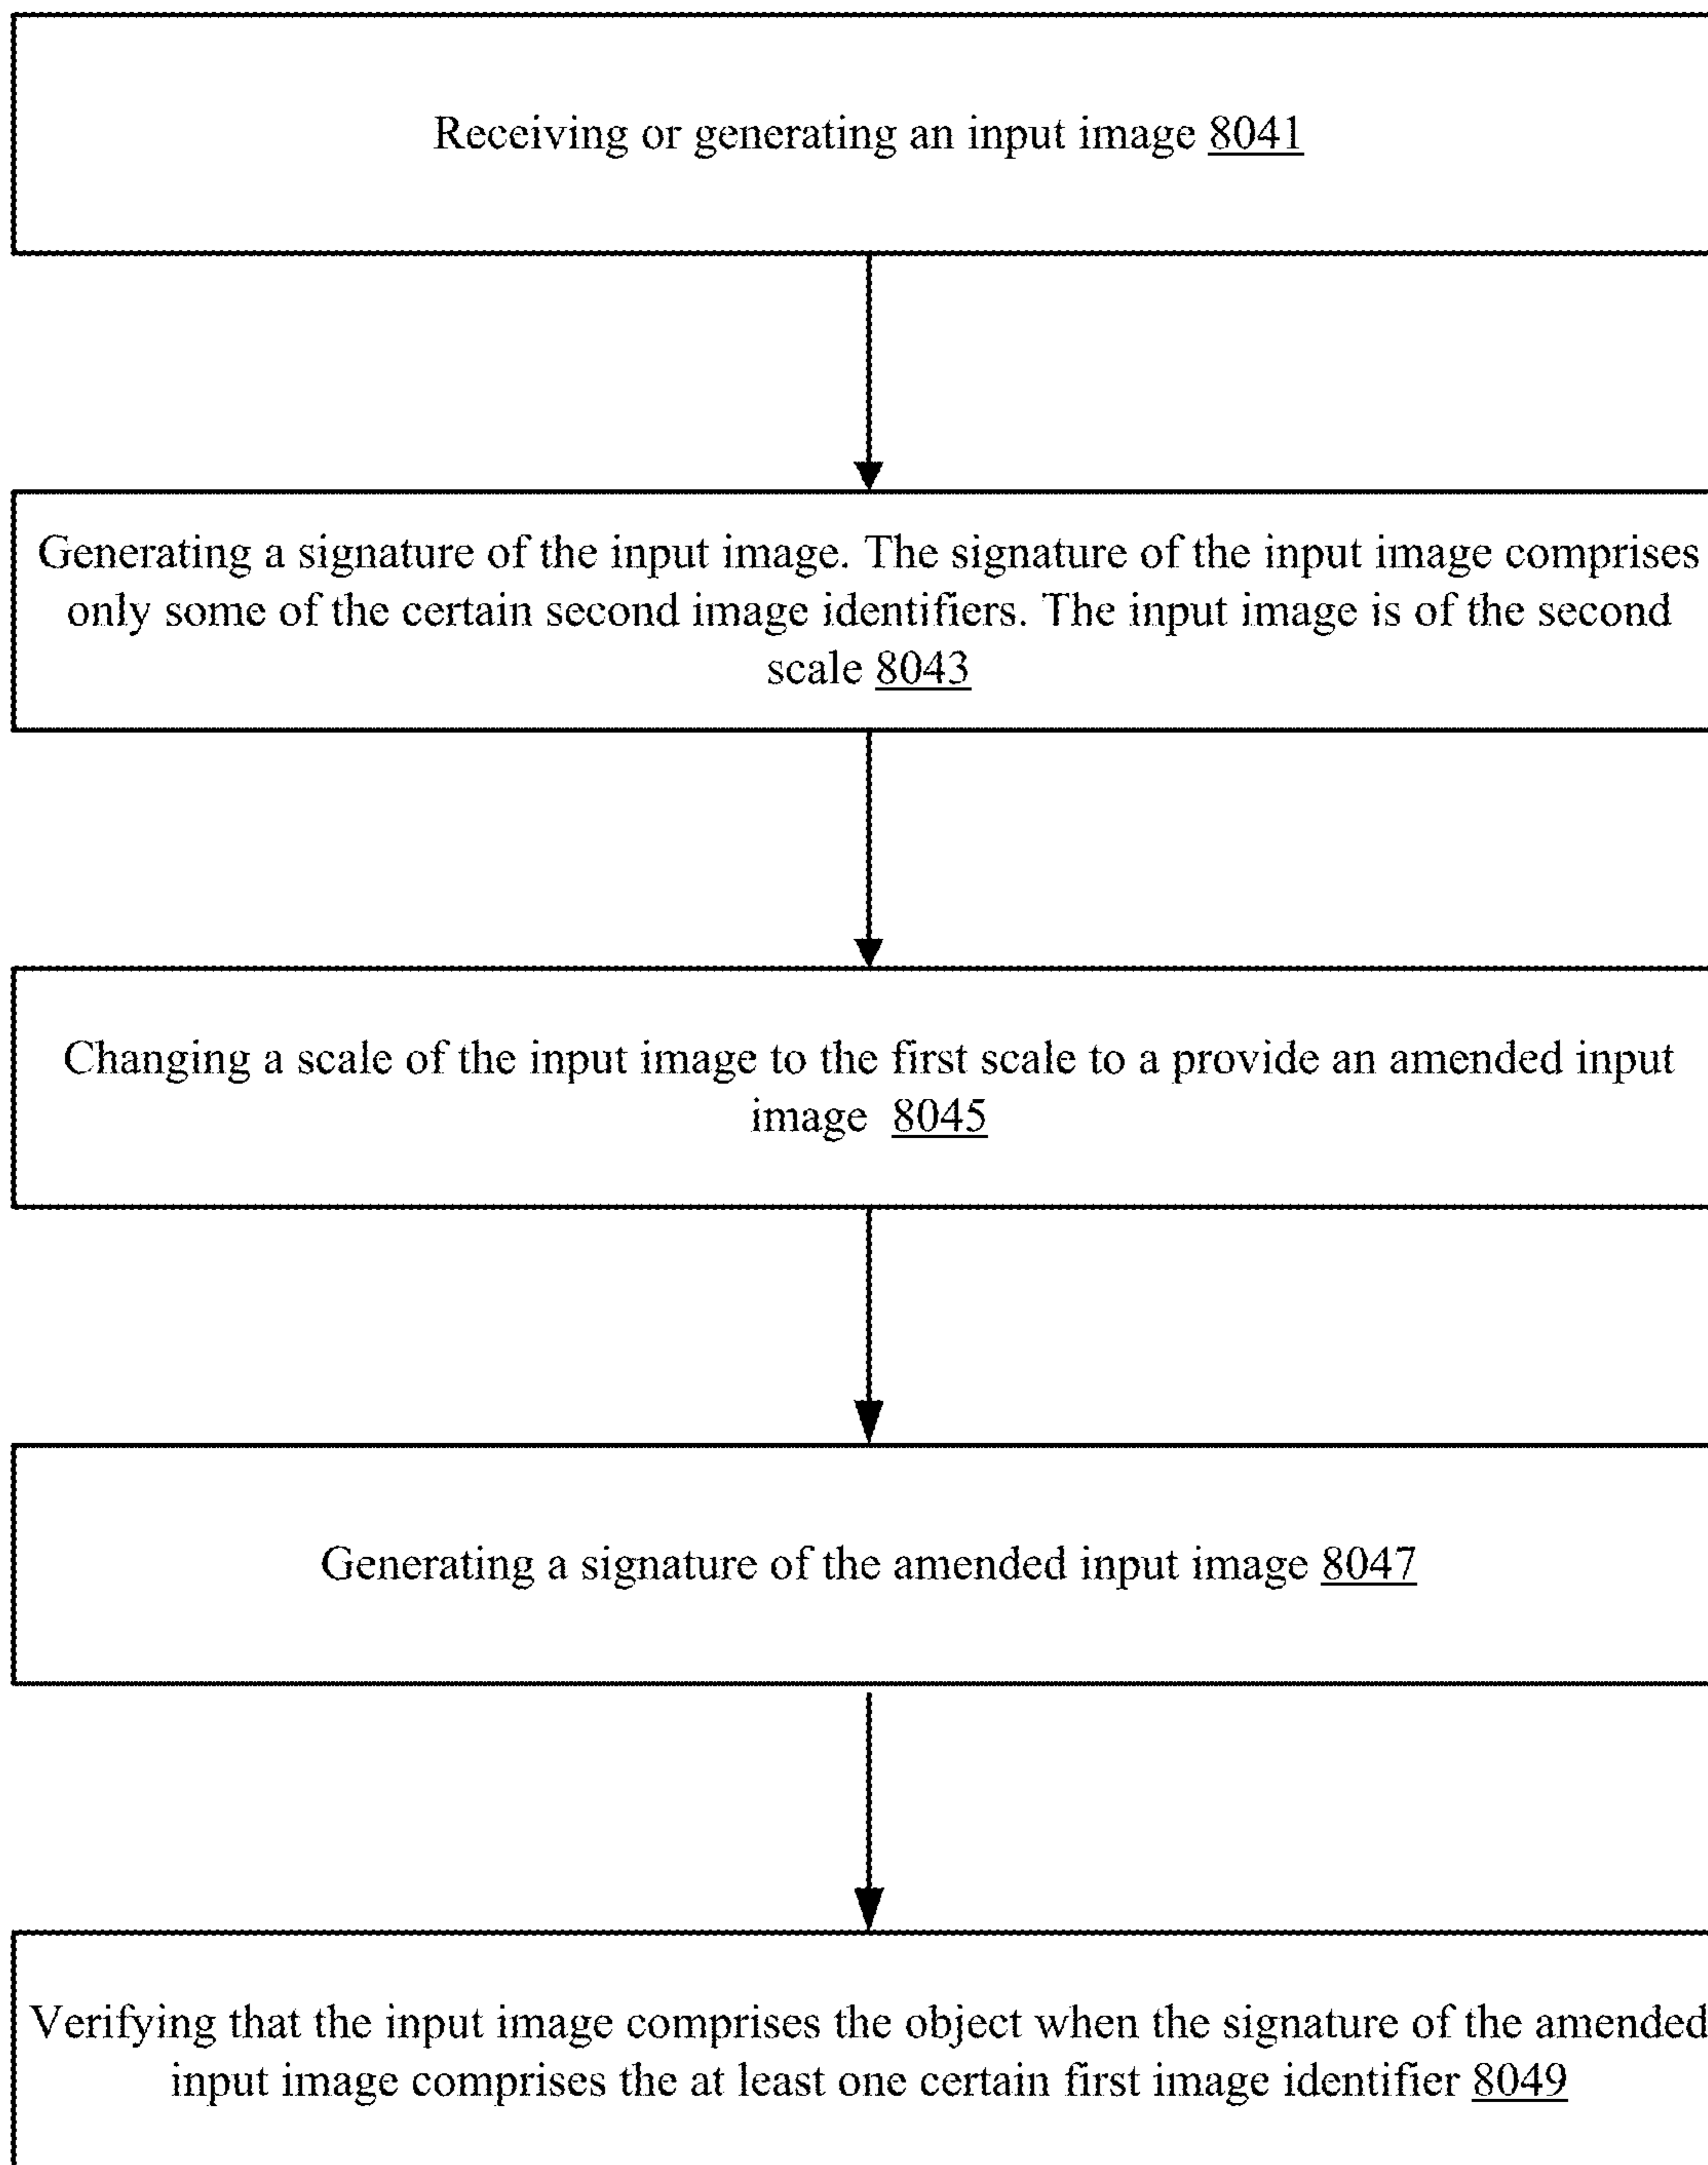 Receiving or generating an input image 8041
Generating a signature of the input image. The signature of the input image comprises
only some of the certain second image identifiers. The input image is of the second
scale 8043
Changing a scale of the input image to the first scale to a provide an amended input
image 8045
Generating a signature of the amended input image 8047
Verifying that the input image comprises the object when the signature of the amended
input image comprises the at least one certain first image identifier 8049